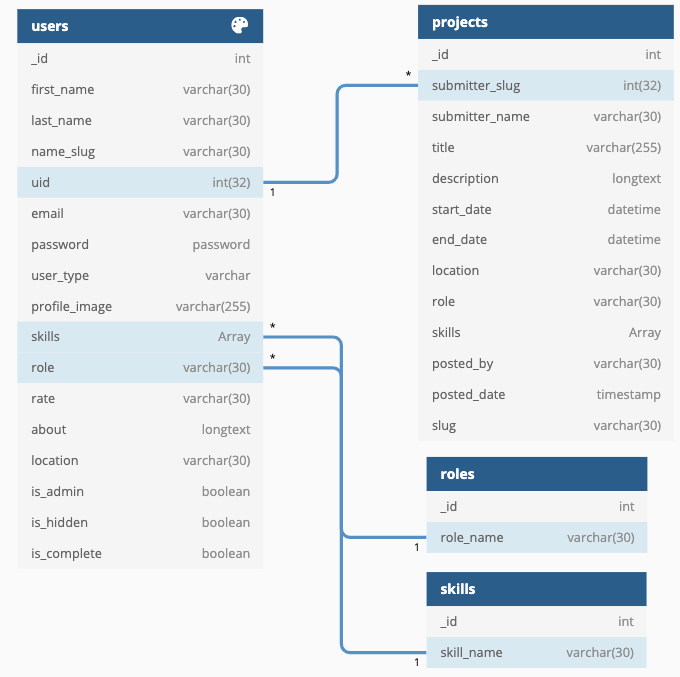 users
_id int
first_name varchar(30)
last_name varchar(30)
name_slug varchar(30)
uid int(32)
1
email varchar(30)
password password
user_type varchar
profile_image varchar(255)
skills Array
*
role varchar(30)
*
rate varchar(30)
about longtext
location varchar(30)
is_admin boolean
is_hidden boolean
is_complete boolean
projects
_id int
*
submitter_slug int(32)
submitter_name varchar(30)
title varchar(255)
description longtext
start_date datetime
end_date datetime
location varchar(30)
role varchar(30)
skills Array
posted_by varchar(30)
posted_date timestamp
slug varchar(30)
roles
_id int
role_name varchar(30)
1
skills
_id int
skill_name varchar(30)
1